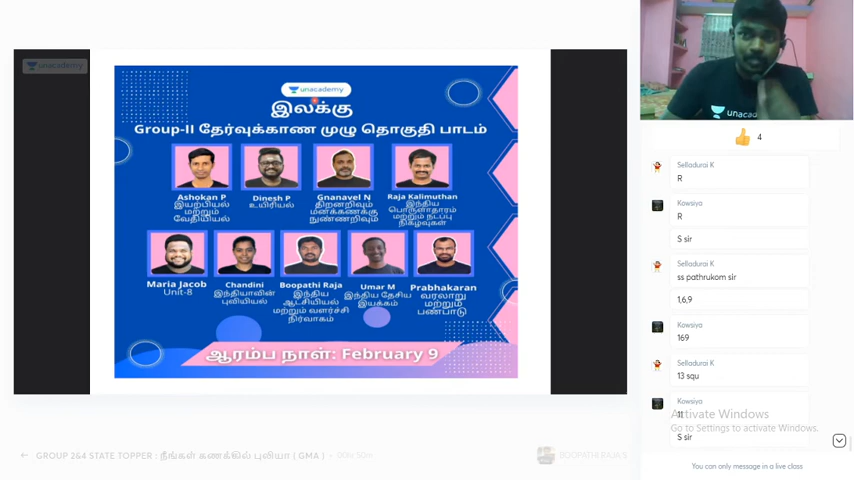 unacademy
unacademy
இலக்கு
Group-II தேர்வுக்கான முழு தொகுதி பாடம்
Ashokan P
இயற்பியல்
மற்றும்
வேதியியல்
Dinesh P
உயிரியல்
Gnanavel N
திறனறிவும்
மனக்கணக்கு
நுண்ணறிவும்
Raja Kalimuthan
இந்திய
பொருளாதாரம்
மற்றும் நடப்பு
நிகழ்வுகள்
Maria Jacob
Unit-8
Chandini
இந்தியாவின்
புவியியல்
Boopathi Raja
இந்திய
ஆட்சியியல்
மற்றும் வளர்ச்சி
நிர்வாகம்
Umar M
இந்திய தேசிய
இயக்கம்
Prabhakaran
வரலாறு
மற்றும்
பண்பாடு
ஆரம்ப நாள்: February 9
GROUP 2&4 STATE TOPPER : நீங்கள் கணக்கில் புலியா ( GMA )
BOOPATHI RAJA S
unacad
4
Selladurai K
R
Kowsiya
R
S sir
Selladurai K
ss pathrukom sir
1,6,9
Kowsiya
169
Selladurai K
13 squ
Kowsiya
11
S sir
Activate Windows
Go to Settings to activate Windows.
You can only message in a live class